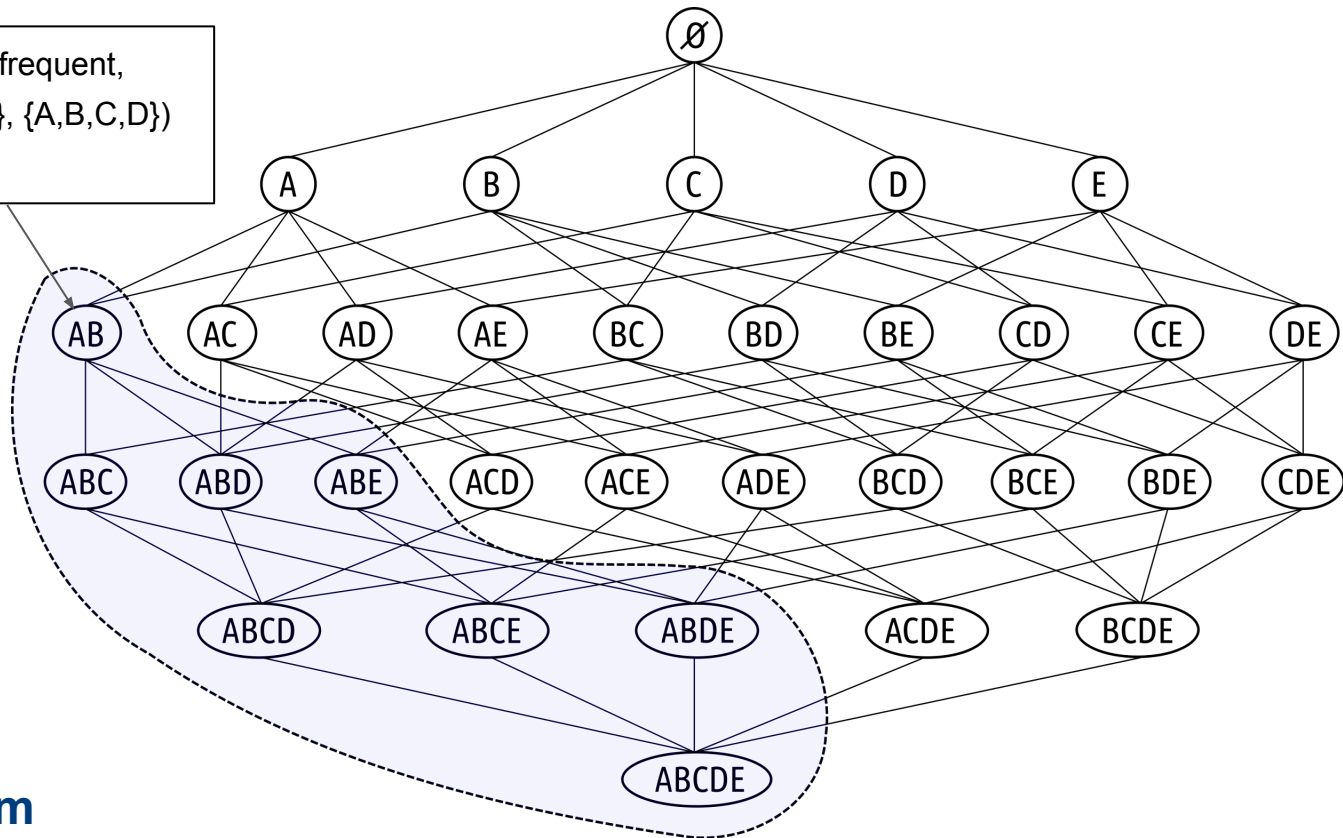 frequent,
}, {A,B,C,D})
Ø
A B C D E
AB AC AD AE BC BD BE CD CE DE
ABC ABD ABE ACD ACE ADE BCD BCE BDE CDE
ABCD ABCE ABDE ACDE BCDE
ABCDE
m